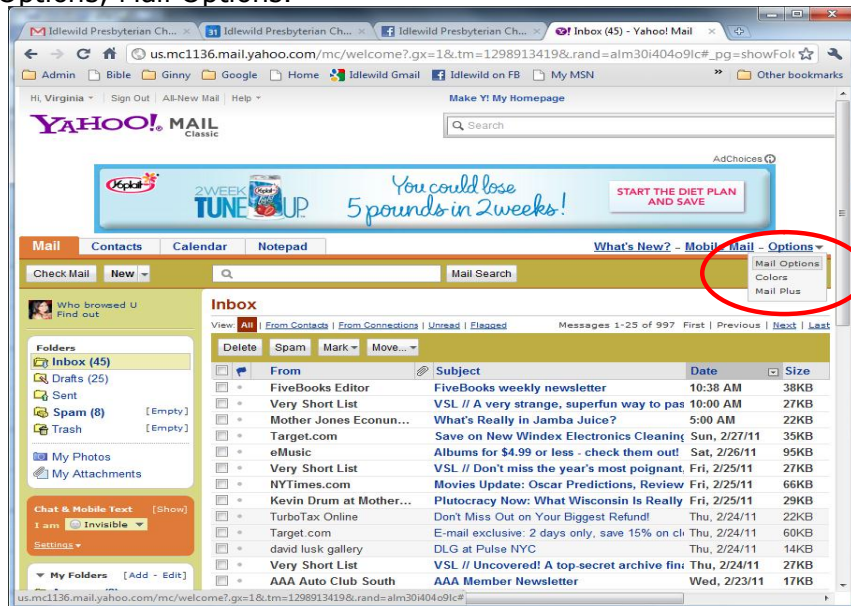 Options, Mail Options.
Idlewild Presbyterian Ch... × 31 Idlewild Presbyterian Ch... × Idlewild Presbyterian Ch... × Inbox (45) - Yahoo! Mail ×
us.mc1136.mail.yahoo.com/mc/welcome?.gx=1&.tm=1298913419&.rand=alm30i404o9lc#_pg=showFol
Admin Bible Ginny Google Home Idlewild Gmail Idlewild on FB My MSN » Other bookmarks
Hi, Virginia Sign Out All-New Mail Help Make Y! My Homepage
YAHOO! MAIL
Classic
Search
AdChoices
Yoplait 2WEEK TUNE UP You could lose 5 pounds in 2 weeks! START THE DIET PLAN AND SAVE
Mail Contacts Calendar Notepad What's New? - Mobile Mail - Options
Mail Options
Colors
Mail Plus
Check Mail New Mail Search
Who browsed U
Find out
Inbox
View: All | From Contacts | From Connections | Unread | Flagged Messages 1-25 of 997 First | Previous | Next | Last
Delete Spam Mark Move...
Folders
Inbox (45)
Drafts (25)
Sent
Spam (8) [Empty]
Trash [Empty]
My Photos
My Attachments
Chat & Mobile Text [Show]
I am Invisible
Settings
My Folders [Add - Edit]
From Subject Date Size
FiveBooks Editor FiveBooks weekly newsletter 10:38 AM 38KB
Very Short List VSL // A very strange, superfun way to pas 10:00 AM 27KB
Mother Jones Econun... What's Really in Jamba Juice? 5:00 AM 22KB
Target.com Save on New Windex Electronics Cleaning Sun, 2/27/11 35KB
eMusic Albums for $4.99 or less - check them out! Sat, 2/26/11 95KB
Very Short List VSL // Don't miss the year's most poignant, Fri, 2/25/11 27KB
NYTimes.com Movies Update: Oscar Predictions, Review Fri, 2/25/11 66KB
Kevin Drum at Mother... Plutocracy Now: What Wisconsin Is Really Fri, 2/25/11 29KB
TurboTax Online Don't Miss Out on Your Biggest Refund! Thu, 2/24/11 22KB
Target.com E-mail exclusive: 2 days only, save 15% on cl Thu, 2/24/11 60KB
david lusk gallery DLG at Pulse NYC Thu, 2/24/11 14KB
Very Short List VSL // Uncovered! A top-secret archive fina Thu, 2/24/11 27KB
AAA Auto Club South AAA Member Newsletter Wed, 2/23/11 17KB
us.mc1136.mail.yahoo.com/mc/welcome?.gx=1&.tm=1298913419&.rand=alm30i404o9lc#